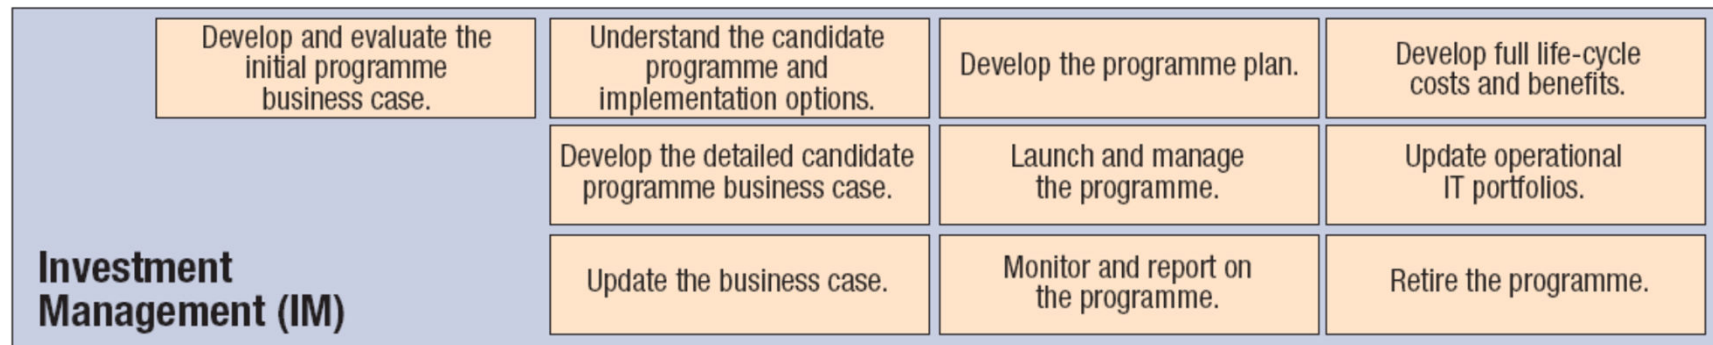 Develop and evaluate the
initial programme
business case.
Understand the candidate
programme and
implementation options.
Develop the programme plan.
Develop full life-cycle
costs and benefits.
Develop the detailed candidate
programme business case.
Launch and manage
the programme.
Update operational
IT portfolios.
Investment
Management (IM)
Update the business case.
Monitor and report on
the programme.
Retire the programme.